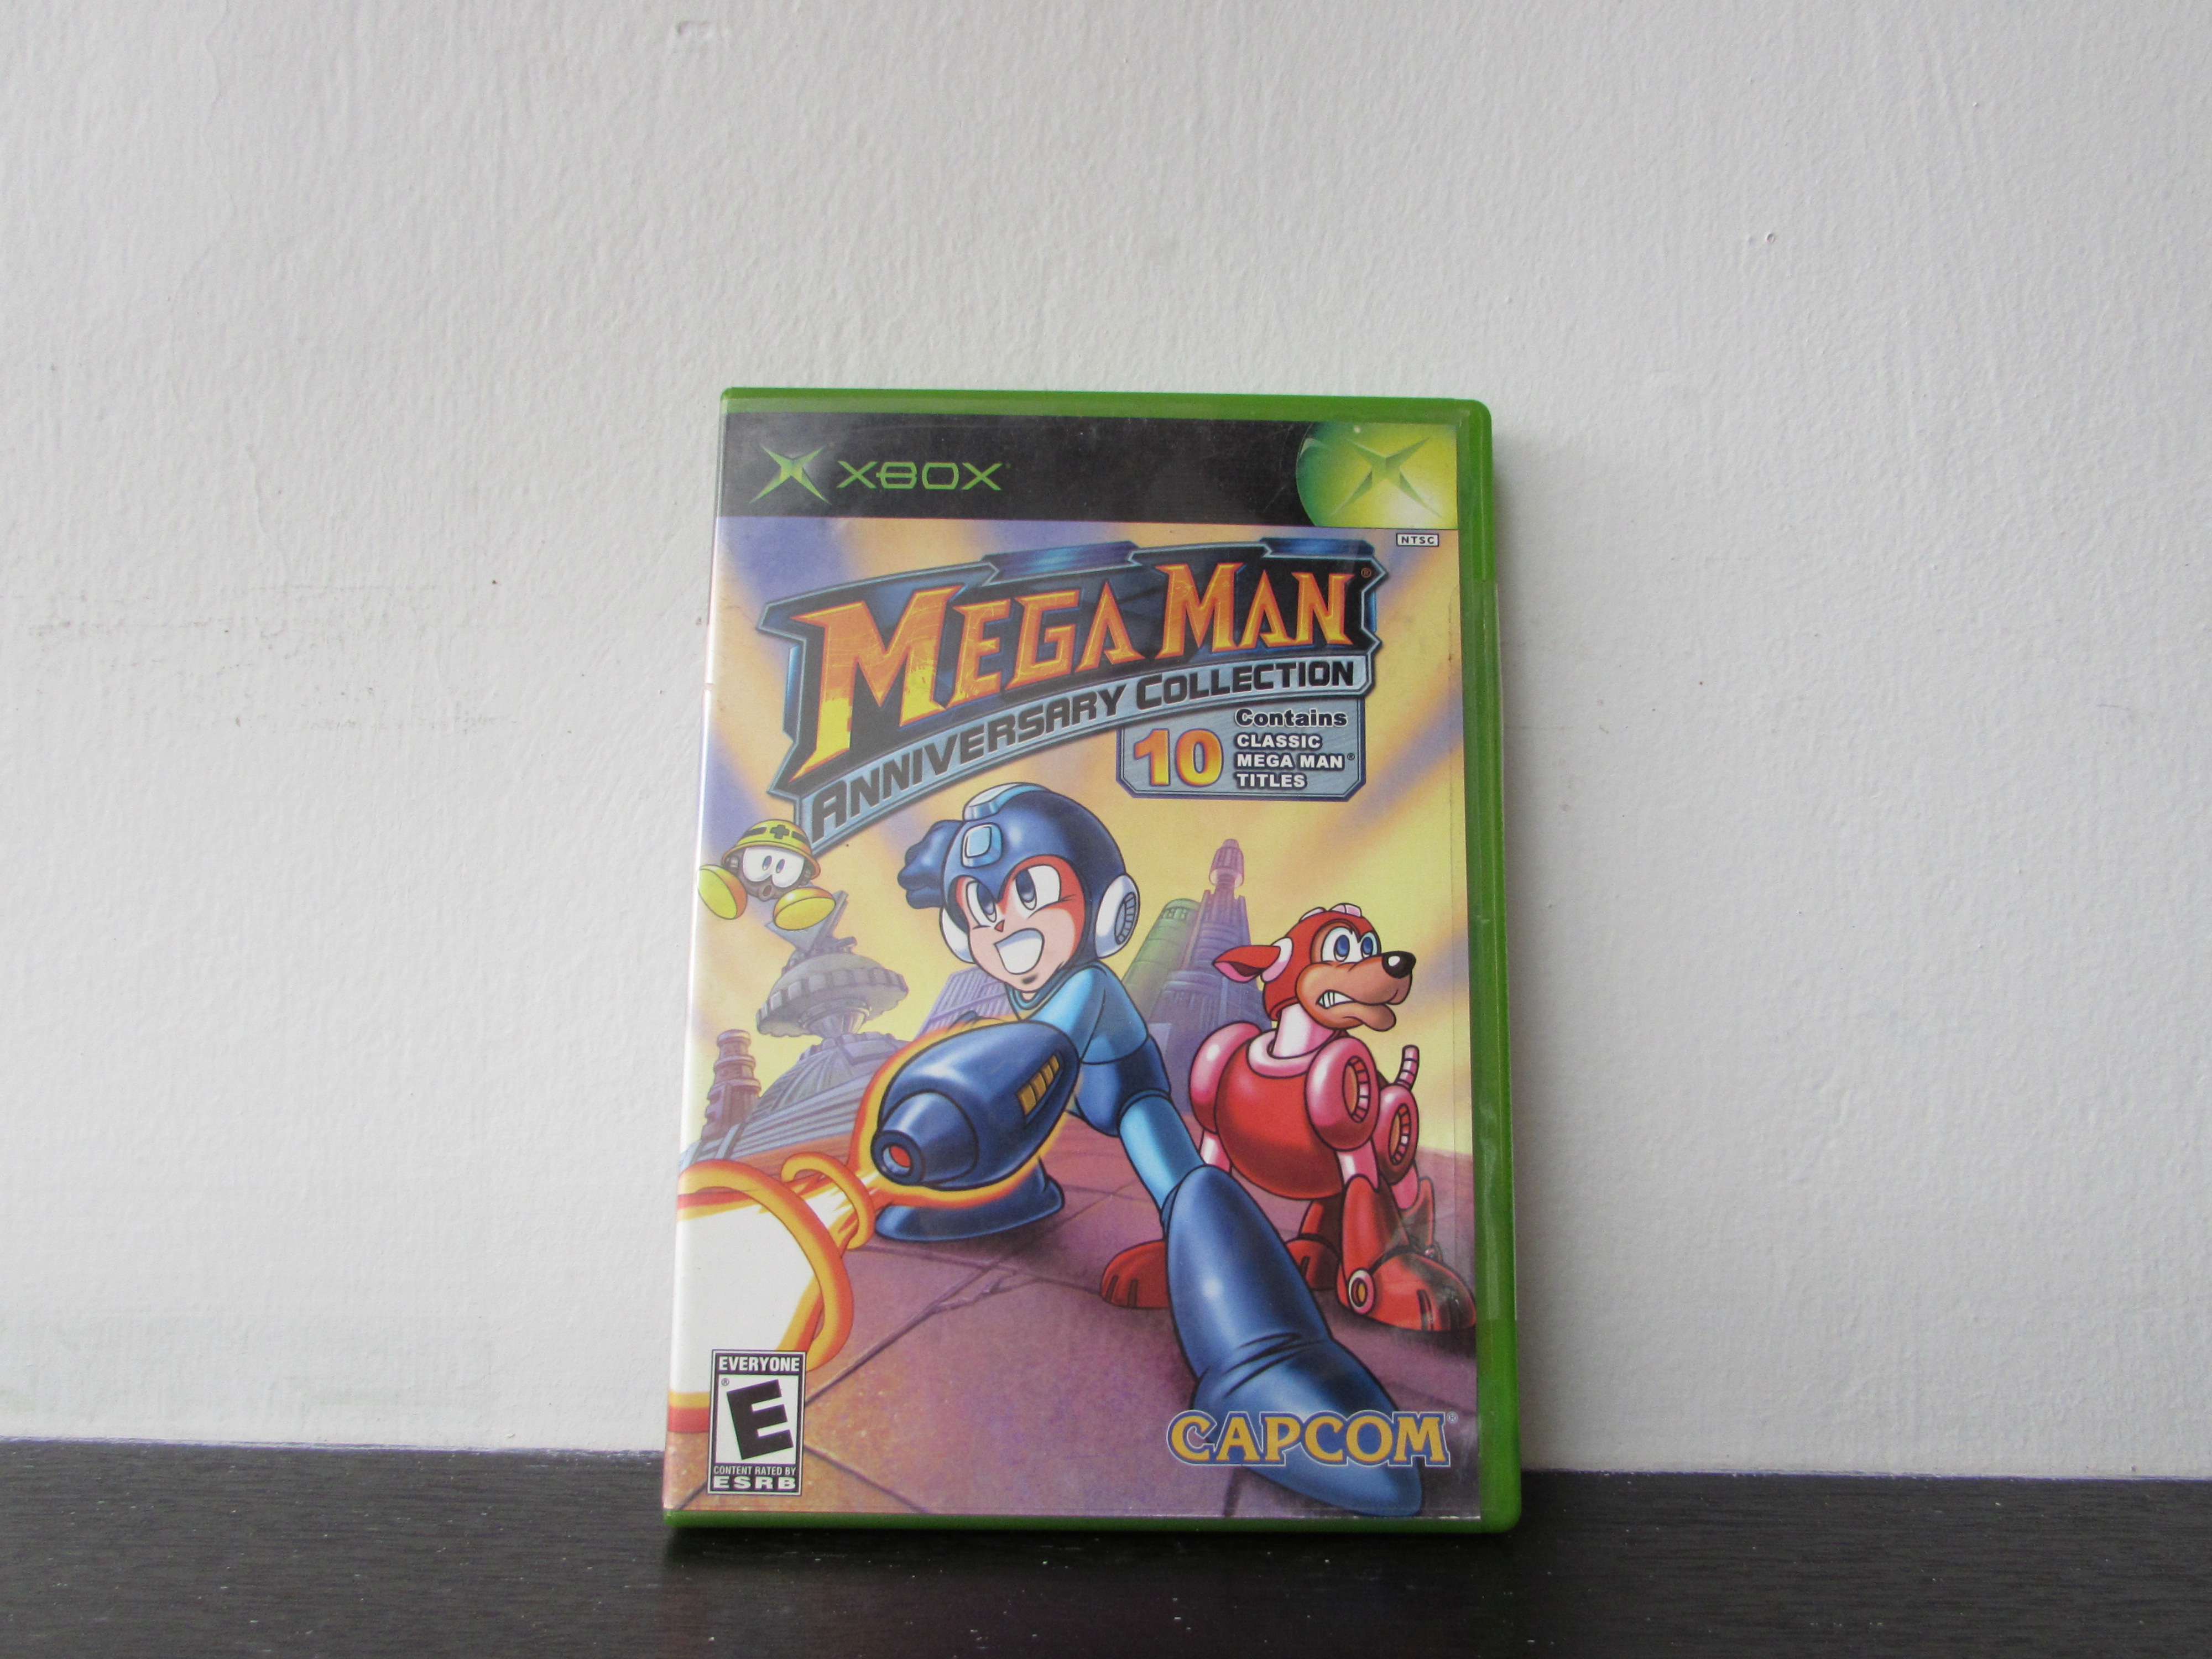 XBOX
NTSC
MEGA MAN®
ANNIVERSARY COLLECTION
10
Contains
CLASSIC
MEGA MAN®
TITLES
EVERYONE
®
E
CONTENT RATED BY
ESRB
CAPCOM®